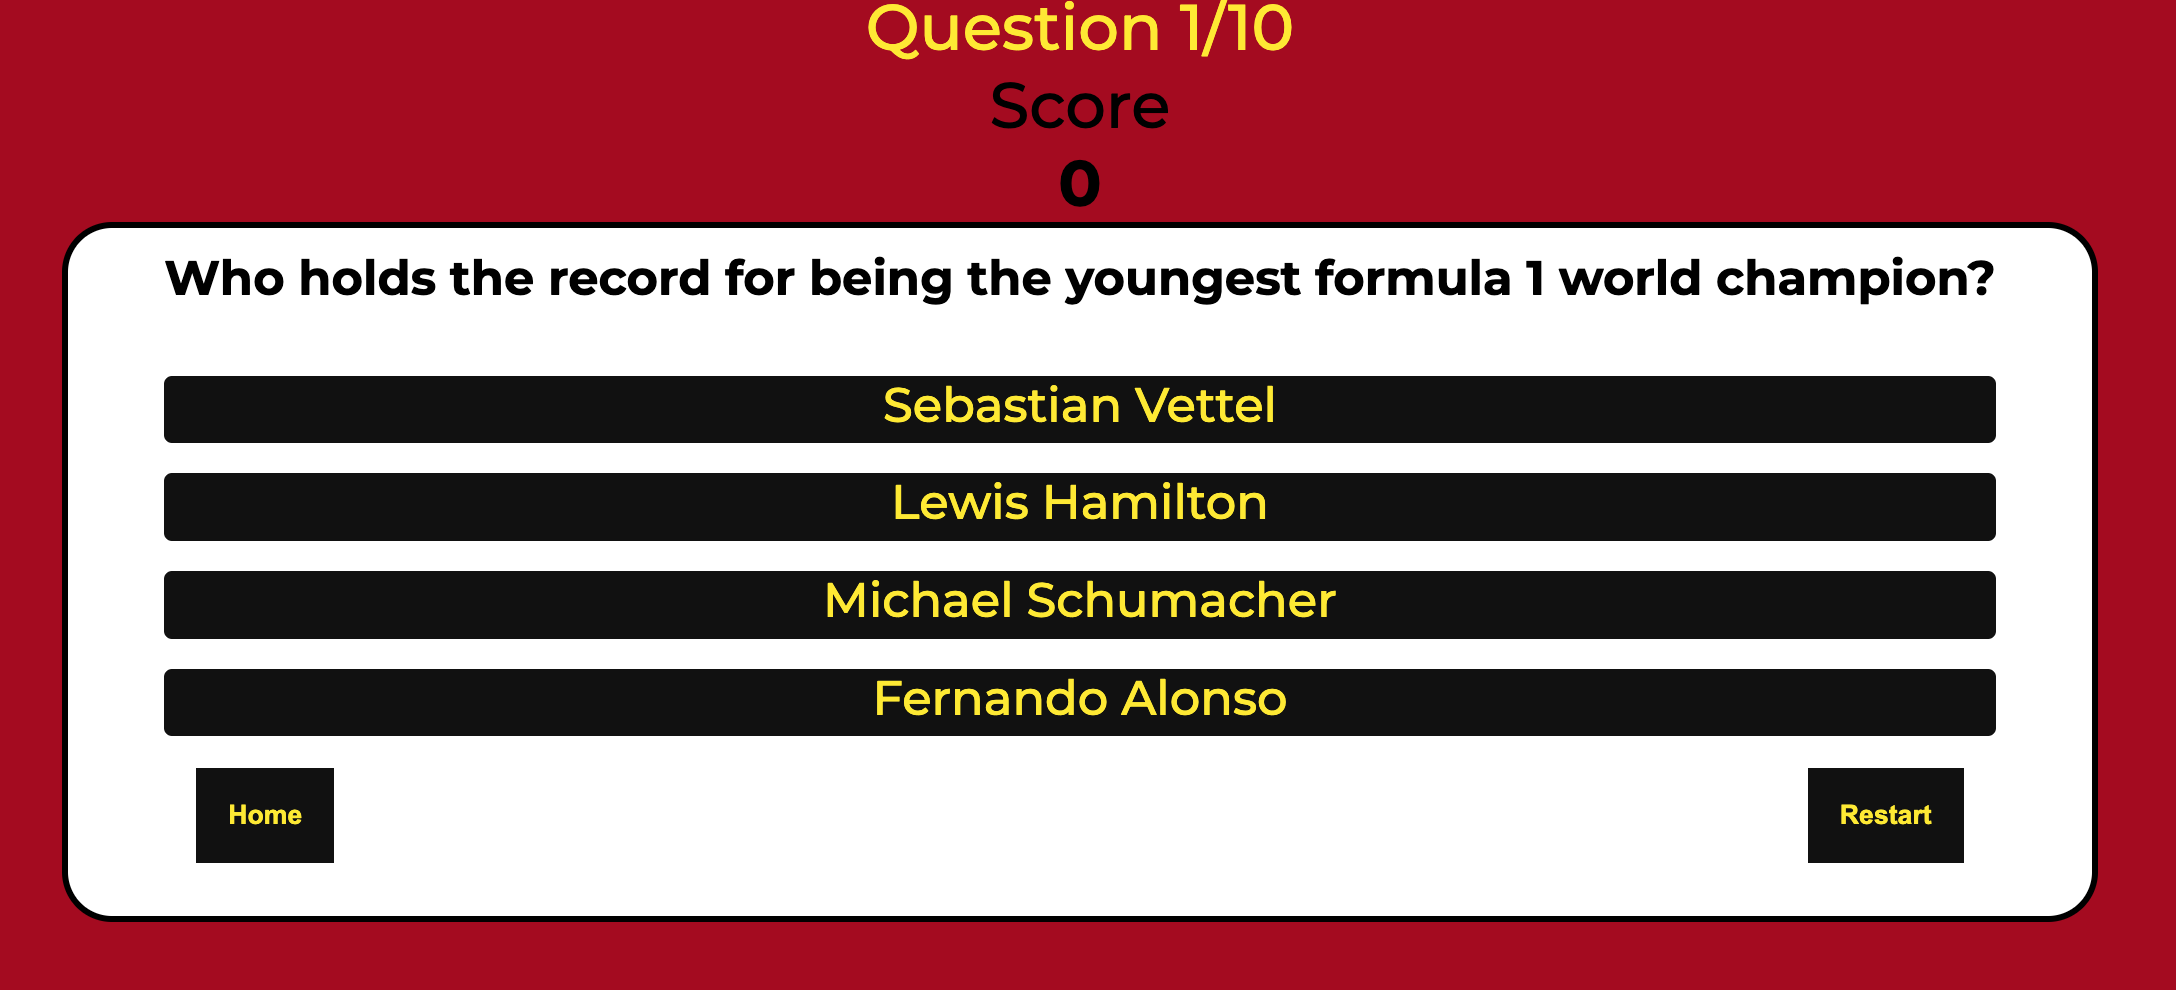 Question 1/10
Score
0
Who holds the record for being the youngest formula 1 world champion?
Sebastian Vettel
Lewis Hamilton
Michael Schumacher
Fernando Alonso
Home
Restart